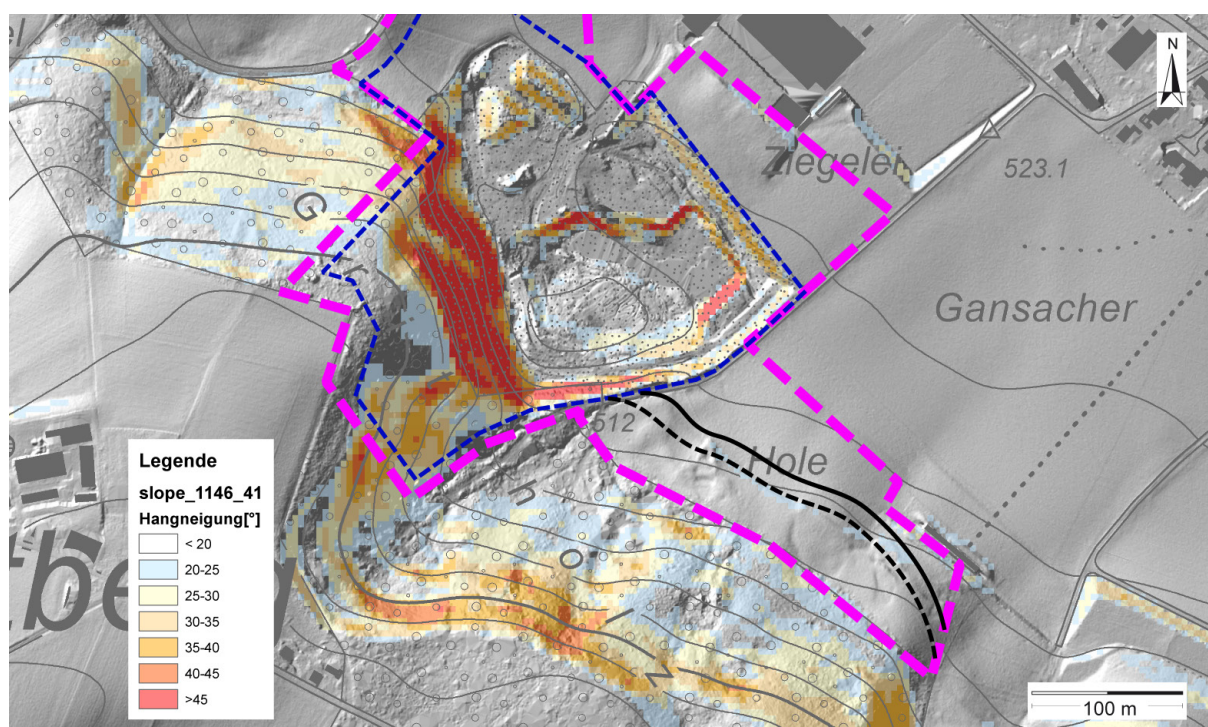 N
Ziegelei
523.1
G
Gansacher
512
Hole
h
o
l
z
Legende
slope_1146_41
Hangneigung[°]
< 20
20-25
25-30
30-35
35-40
40-45
>45
100 m